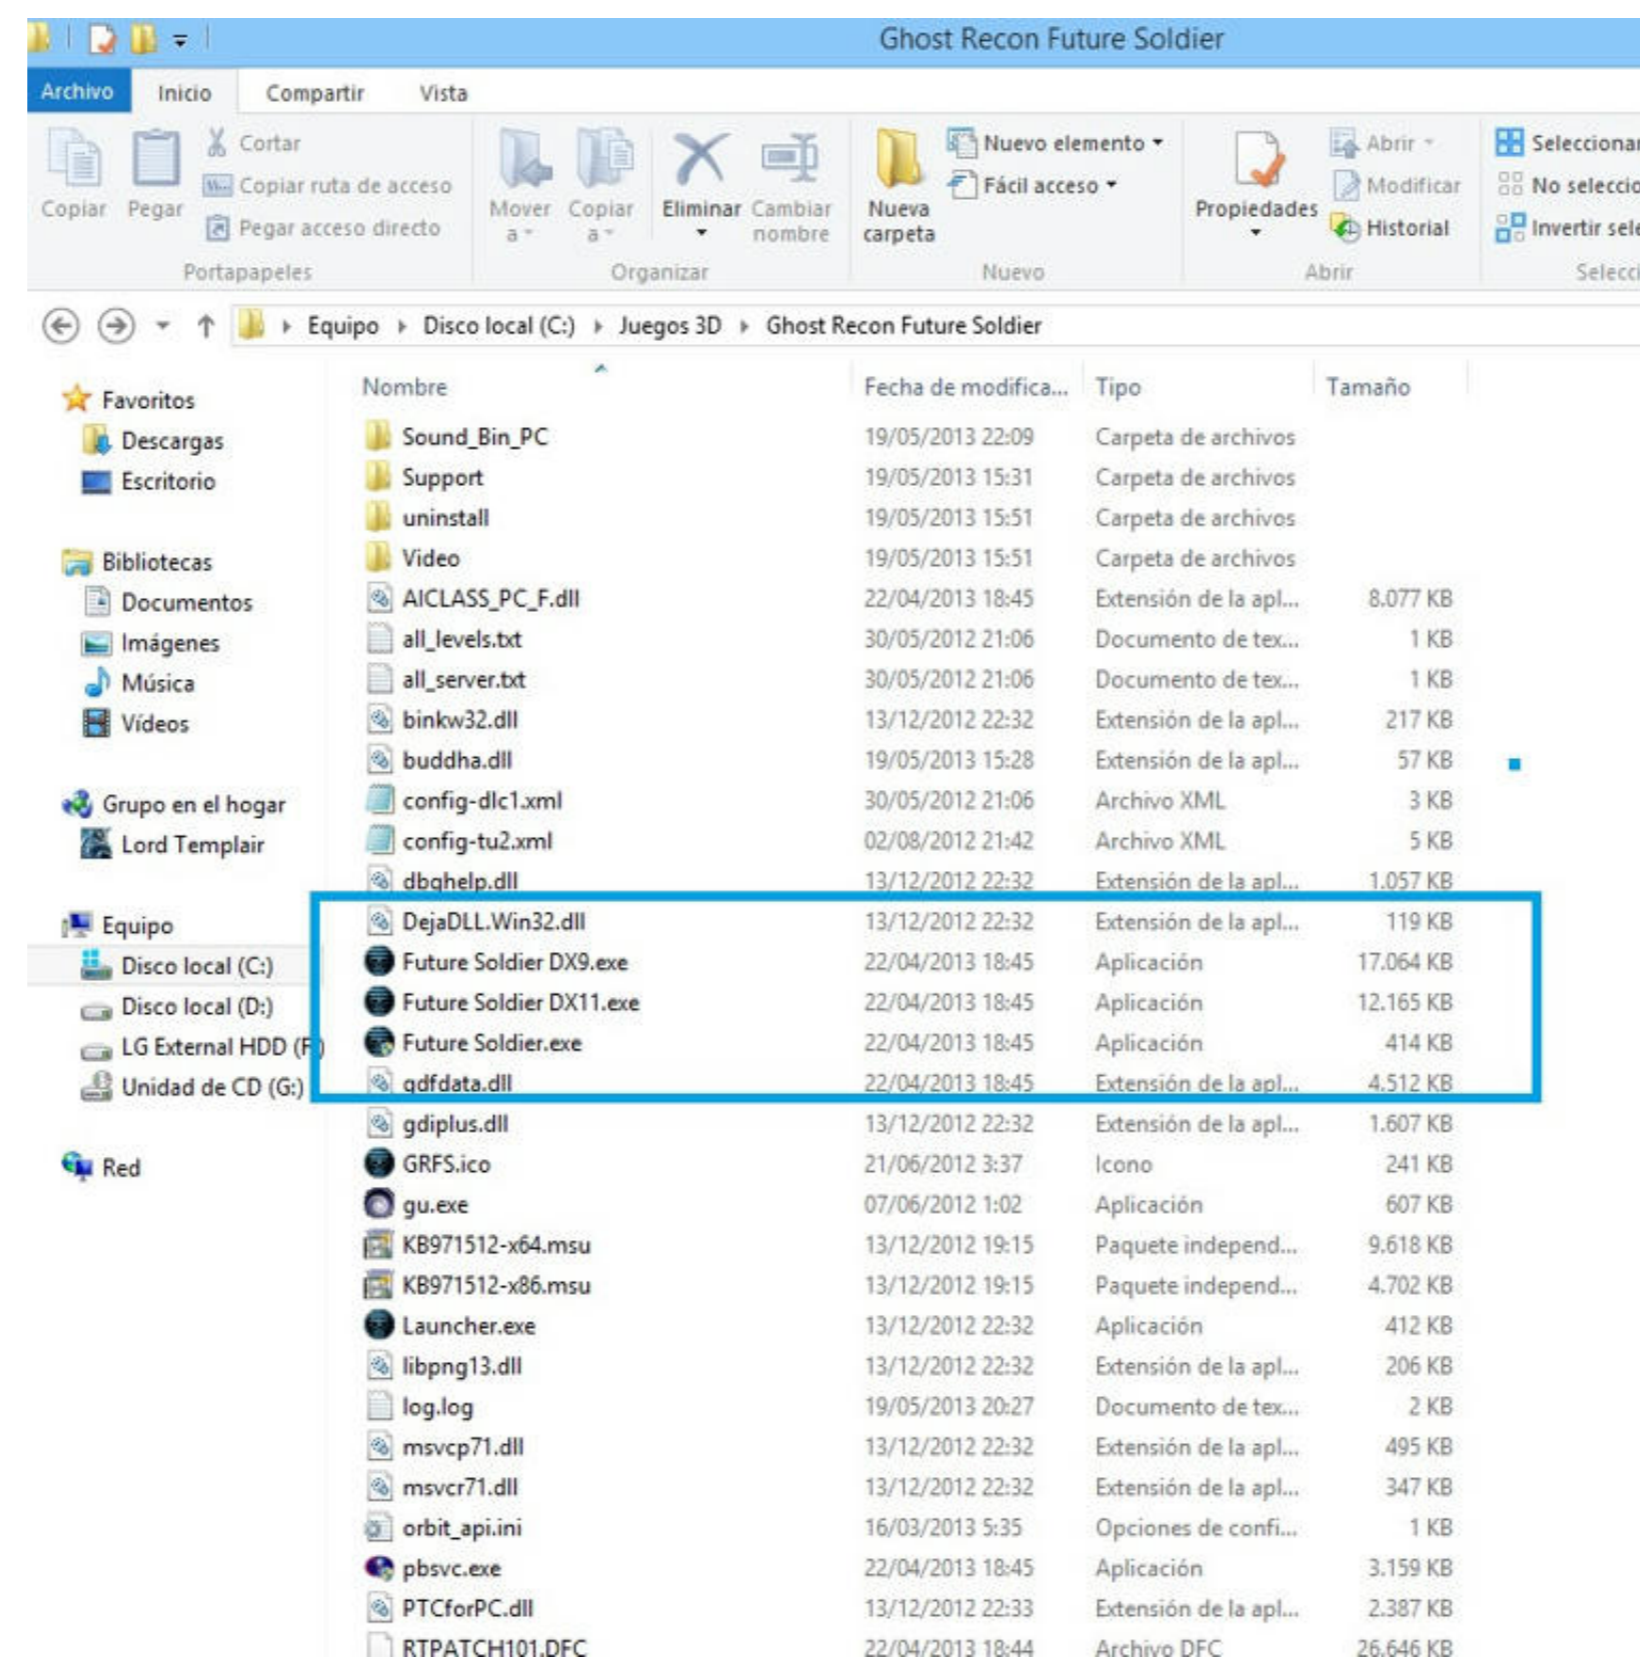 Ghost Recon Future Soldier
Archivo Inicio Compartir Vista
Copiar Pegar Cortar Copiar ruta de acceso Pegar acceso directo
Mover a Copiar a Eliminar Cambiar nombre
Nueva carpeta Nuevo elemento Fácil acceso
Propiedades Abrir Modificar Historial
Seleccionar No seleccio Invertir sele
Portapapeles Organizar Nuevo Abrir Selecci
Equipo Disco local (C:) Juegos 3D Ghost Recon Future Soldier
Favoritos
Descargas
Escritorio
Bibliotecas
Documentos
Imágenes
Música
Vídeos
Grupo en el hogar
Lord Templair
Equipo
Disco local (C:)
Disco local (D:)
LG External HDD (F:)
Unidad de CD (G:)
Red
Nombre Fecha de modifica... Tipo Tamaño
Sound_Bin_PC 19/05/2013 22:09 Carpeta de archivos
Support 19/05/2013 15:31 Carpeta de archivos
uninstall 19/05/2013 15:51 Carpeta de archivos
Video 19/05/2013 15:51 Carpeta de archivos
AICLASS_PC_F.dll 22/04/2013 18:45 Extensión de la apl... 8.077 KB
all_levels.txt 30/05/2012 21:06 Documento de tex... 1 KB
all_server.txt 30/05/2012 21:06 Documento de tex... 1 KB
binkw32.dll 13/12/2012 22:32 Extensión de la apl... 217 KB
buddha.dll 19/05/2013 15:28 Extensión de la apl... 57 KB
config-dlc1.xml 30/05/2012 21:06 Archivo XML 3 KB
config-tu2.xml 02/08/2012 21:42 Archivo XML 5 KB
dbghelp.dll 13/12/2012 22:32 Extensión de la apl... 1.057 KB
DejaDLL.Win32.dll 13/12/2012 22:32 Extensión de la apl... 119 KB
Future Soldier DX9.exe 22/04/2013 18:45 Aplicación 17.064 KB
Future Soldier DX11.exe 22/04/2013 18:45 Aplicación 12.165 KB
Future Soldier.exe 22/04/2013 18:45 Aplicación 414 KB
gdfdata.dll 22/04/2013 18:45 Extensión de la apl... 4.512 KB
gdiplus.dll 13/12/2012 22:32 Extensión de la apl... 1.607 KB
GRFS.ico 21/06/2012 3:37 Icono 241 KB
gu.exe 07/06/2012 1:02 Aplicación 607 KB
KB971512-x64.msu 13/12/2012 19:15 Paquete independ... 9.618 KB
KB971512-x86.msu 13/12/2012 19:15 Paquete independ... 4.702 KB
Launcher.exe 13/12/2012 22:32 Aplicación 412 KB
libpng13.dll 13/12/2012 22:32 Extensión de la apl... 206 KB
log.log 19/05/2013 20:27 Documento de tex... 2 KB
msvcp71.dll 13/12/2012 22:32 Extensión de la apl... 495 KB
msvcr71.dll 13/12/2012 22:32 Extensión de la apl... 347 KB
orbit_api.ini 16/03/2013 5:35 Opciones de confi... 1 KB
pbsvc.exe 22/04/2013 18:45 Aplicación 3.159 KB
PTCforPC.dll 13/12/2012 22:33 Extensión de la apl... 2.387 KB
RTPATCH101.DFC 22/04/2013 18:44 Archivo DFC 26.646 KB